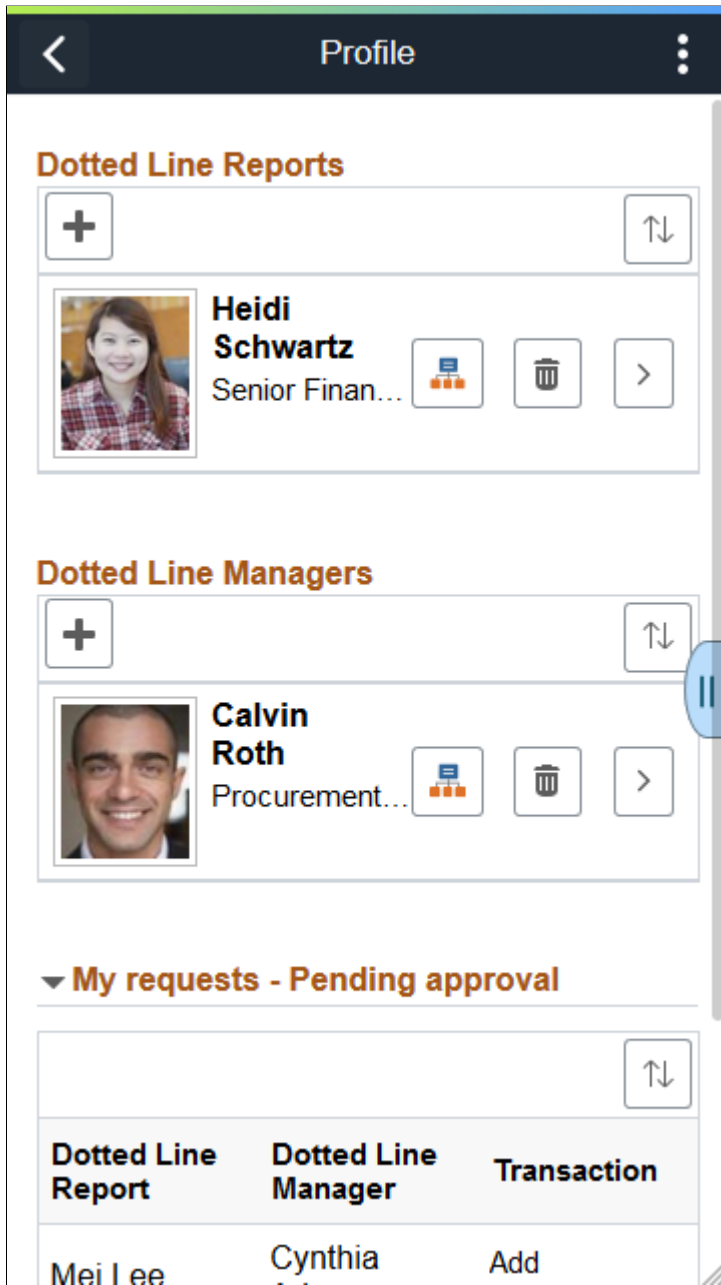 Profile
Dotted Line Reports
Heidi
Schwartz
Senior Finan...
Dotted Line Managers
Calvin
Roth
Procurement...
My requests - Pending approval
Dotted Line Report
Dotted Line Manager
Transaction
Mei Lee
Cynthia
Add